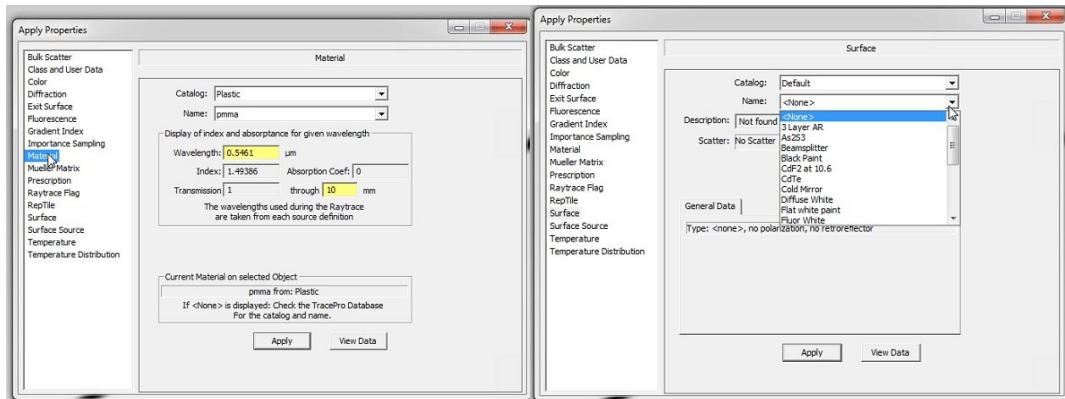 Apply Properties
Bulk Scatter
Class and User Data
Color
Diffraction
Exit Surface
Fluorescence
Gradient Index
Importance Sampling
Material
Mueller Matrix
Prescription
Raytrace Flag
RepTile
Surface
Surface Source
Temperature
Temperature Distribution
Material
Catalog: Plastic
Name: pmma
Display of index and absorptance for given wavelength
Wavelength: 0.5461 µm
Index: 1.49386 Absorption Coef: 0
Transmission 1 through 10 mm
The wavelengths used during the Raytrace
are taken from each source definition
Current Material on selected Object
pmma from: Plastic
If <None> is displayed: Check the TracePro Database
For the catalog and name.
Apply View Data
Apply Properties
Bulk Scatter
Class and User Data
Color
Diffraction
Exit Surface
Fluorescence
Gradient Index
Importance Sampling
Material
Mueller Matrix
Prescription
Raytrace Flag
RepTile
Surface
Surface Source
Temperature
Temperature Distribution
Surface
Catalog: Default
Name: <None>
Description: Not found
Scatter: No Scatter
<None>
3 Layer AR
As2S3
Beamsplitter
Black Paint
CdF2 at 10.6
CdTe
Cold Mirror
Diffuse White
Flat white paint
Fluor White
General Data
Type: <none>, no polarization, no retroreflector
Apply View Data